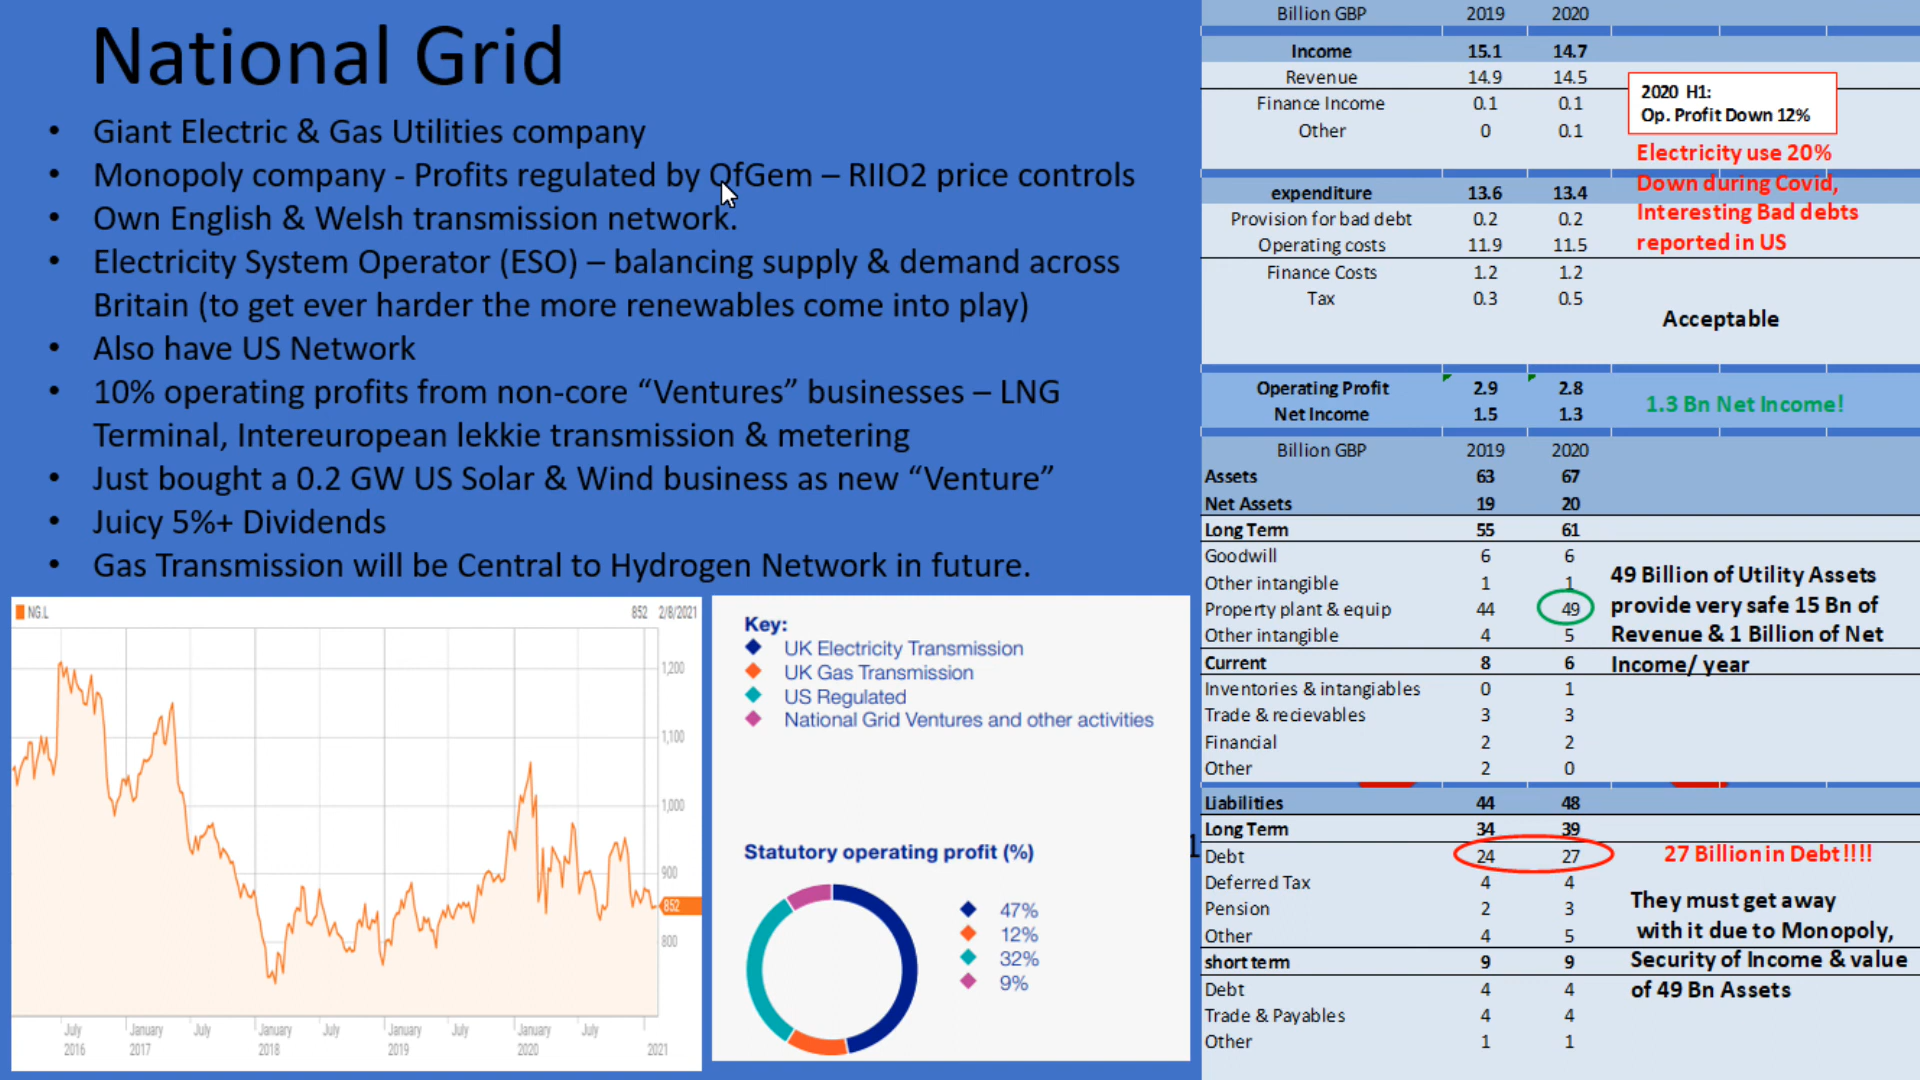 National Grid
• Giant Electric & Gas Utilities company
• Monopoly company - Profits regulated by OfGem – RIIO2 price controls
• Own English & Welsh transmission network.
• Electricity System Operator (ESO) – balancing supply & demand across
Britain (to get ever harder the more renewables come into play)
• Also have US Network
• 10% operating profits from non-core “Ventures” businesses – LNG
Terminal, Intereuropean lekkie transmission & metering
• Just bought a 0.2 GW US Solar & Wind business as new “Venture”
• Juicy 5%+ Dividends
• Gas Transmission will be Central to Hydrogen Network in future.
NG.L 852 2/8/2021
1,200
1,100
1,000
900
852
800
July January July January July January July January July
2016 2017 2018 2019 2020 2021
Key:
UK Electricity Transmission
UK Gas Transmission
US Regulated
National Grid Ventures and other activities
Statutory operating profit (%)
47%
12%
32%
9%
1
Billion GBP 2019 2020
Income 15.1 14.7
Revenue 14.9 14.5
Finance Income 0.1 0.1
Other 0 0.1
expenditure 13.6 13.4
Provision for bad debt 0.2 0.2
Operating costs 11.9 11.5
Finance Costs 1.2 1.2
Tax 0.3 0.5
Operating Profit 2.9 2.8
Net Income 1.5 1.3
2020 H1:
Op. Profit Down 12%
Electricity use 20%
Down during Covid,
Interesting Bad debts
reported in US
Acceptable
1.3 Bn Net Income!
Billion GBP 2019 2020
Assets 63 67
Net Assets 19 20
Long Term 55 61
Goodwill 6 6
Other intangible 1 1
Property plant & equip 44 49
Other intangible 4 5
Current 8 6
Inventories & intangiables 0 1
Trade & recievables 3 3
Financial 2 2
Other 2 0
49 Billion of Utility Assets
provide very safe 15 Bn of
Revenue & 1 Billion of Net
Income/ year
Liabilities 44 48
Long Term 34 39
Debt 24 27
Deferred Tax 4 4
Pension 2 3
Other 4 5
short term 9 9
Debt 4 4
Trade & Payables 4 4
Other 1 1
27 Billion in Debt!!!!
They must get away
with it due to Monopoly,
Security of Income & value
of 49 Bn Assets